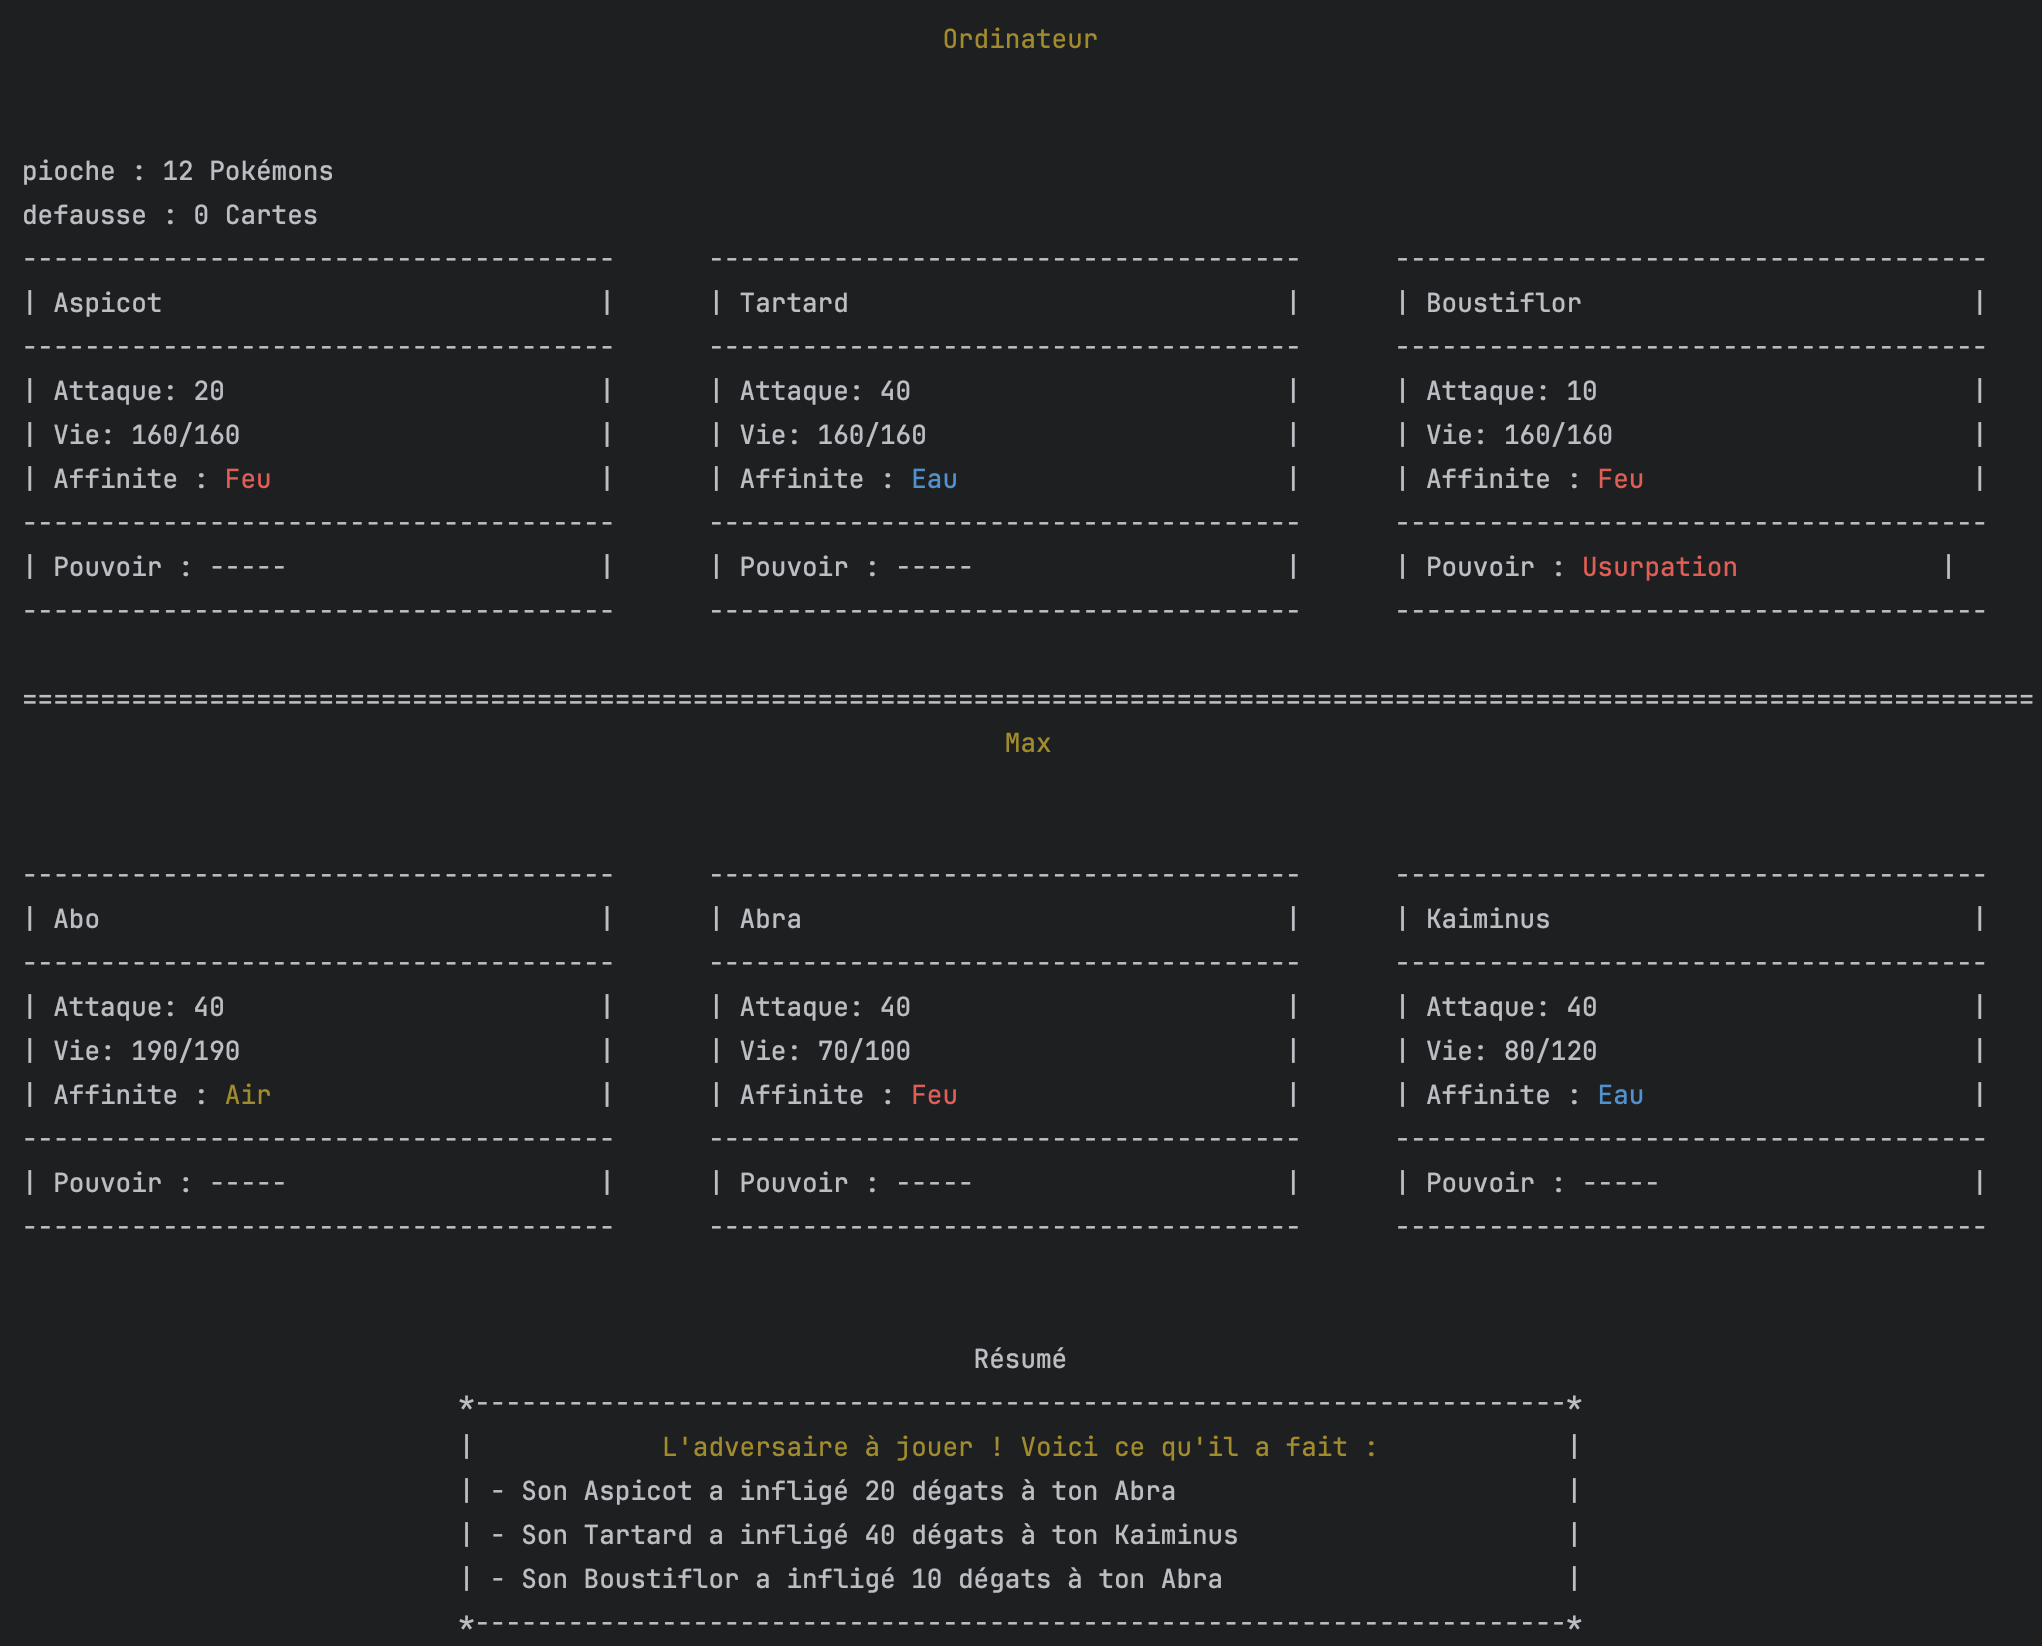 Ordinateur
pioche : 12 Pokémons
defausse : 0 Cartes
--------------------------------------      --------------------------------------      --------------------------------------
| Aspicot                            |      | Tartard                            |      | Boustiflor                         |
--------------------------------------      --------------------------------------      --------------------------------------
| Attaque: 20                        |      | Attaque: 40                        |      | Attaque: 10                        |
| Vie: 160/160                       |      | Vie: 160/160                       |      | Vie: 160/160                       |
| Affinite : Feu                     |      | Affinite : Eau                     |      | Affinite : Feu                     |
--------------------------------------      --------------------------------------      --------------------------------------
| Pouvoir : -----                    |      | Pouvoir : -----                    |      | Pouvoir : Usurpation             |
--------------------------------------      --------------------------------------      --------------------------------------
=================================================================================================================================
Max
--------------------------------------      --------------------------------------      --------------------------------------
| Abo                                |      | Abra                               |      | Kaiminus                           |
--------------------------------------      --------------------------------------      --------------------------------------
| Attaque: 40                        |      | Attaque: 40                        |      | Attaque: 40                        |
| Vie: 190/190                       |      | Vie: 70/100                        |      | Vie: 80/120                        |
| Affinite : Air                     |      | Affinite : Feu                     |      | Affinite : Eau                     |
--------------------------------------      --------------------------------------      --------------------------------------
| Pouvoir : -----                    |      | Pouvoir : -----                    |      | Pouvoir : -----                    |
--------------------------------------      --------------------------------------      --------------------------------------
Résumé
*----------------------------------------------------------------------*
|            L'adversaire à jouer ! Voici ce qu'il a fait :            |
| - Son Aspicot a infligé 20 dégats à ton Abra                         |
| - Son Tartard a infligé 40 dégats à ton Kaiminus                     |
| - Son Boustiflor a infligé 10 dégats à ton Abra                      |
*----------------------------------------------------------------------*